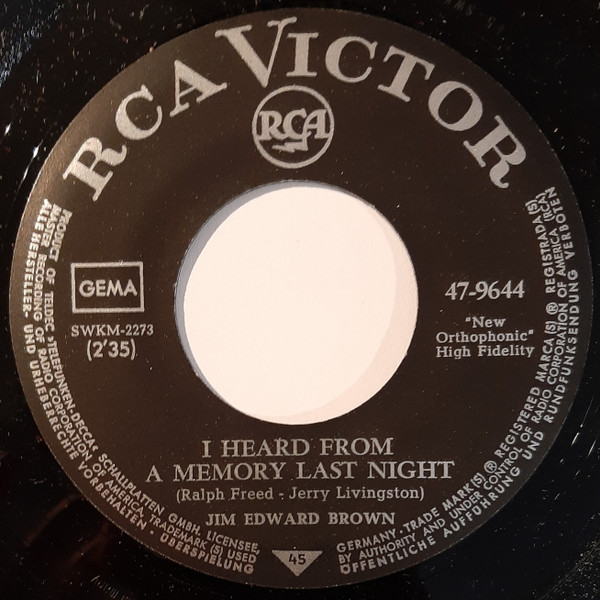 RCA VICTOR
RCA
GEMA
SWKM-2273
(2'35)
47-9644
"New
Orthophonic"
High Fidelity
I HEARD FROM
A MEMORY LAST NIGHT
(Ralph Freed - Jerry Livingston)
JIM EDWARD BROWN
45
PRODUCT OF TELDEC »TELEFUNKEN-DECCA« SCHALLPLATTEN GMBH, LICENSEE,
MASTER RECORDING OF RADIO CORPORATION OF AMERICA, TRADEMARK (S) USED
ALLE HERSTELLER- UND URHEBERRECHTE VORBEHALTEN · ÜBERSPIELUNG
GERMANY · TRADE MARK(S) ® REGISTERED MARCA(S) ® REGISTRADA(S)
BY AUTHORITY AND UNDER CONTROL OF RADIO CORPORATION OF AMERICA (RCA)
ÖFFENTLICHE AUFFÜHRUNG UND RUNDFUNKSENDUNG VERBOTEN